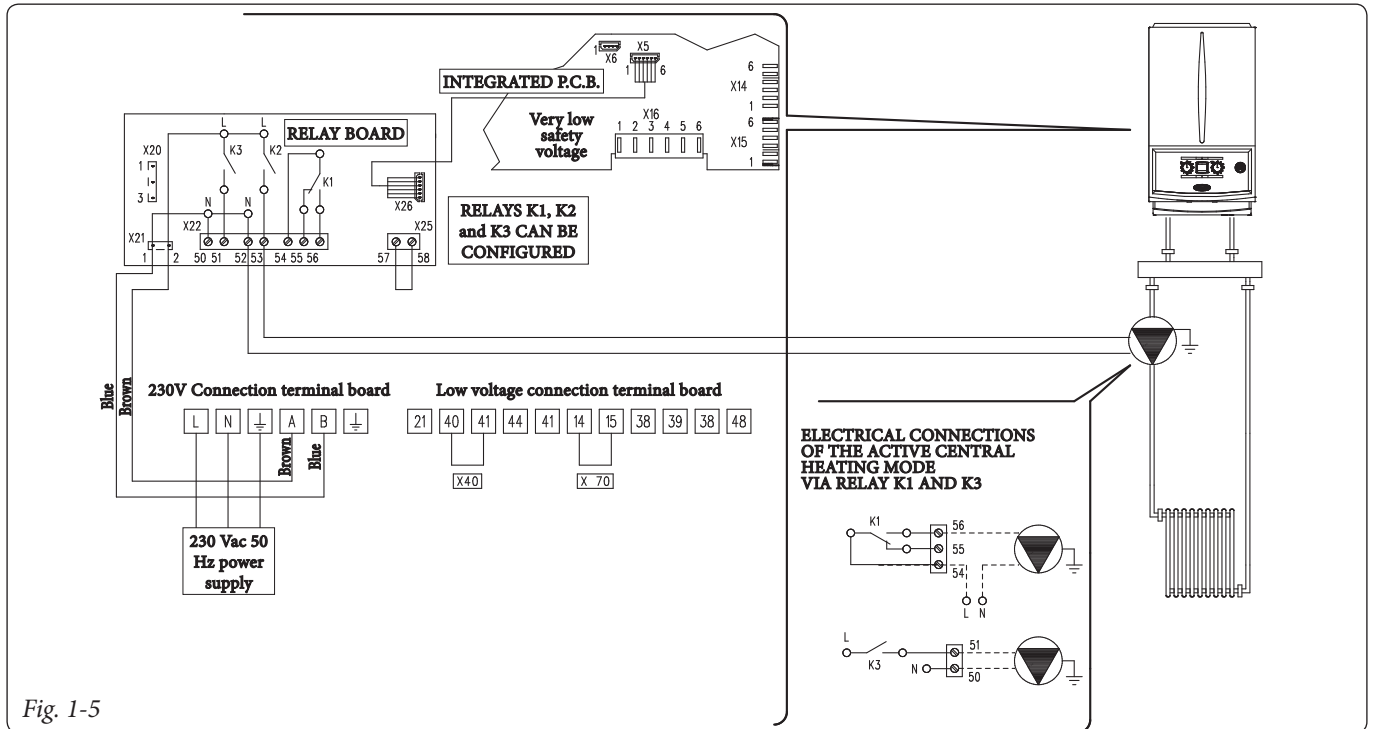 1
X6
X5
1
6
INTEGRATED P.C.B.
6
X14
1
6
X15
1
Very low
safety
voltage
X16
1 2 3 4 5 6
RELAY BOARD
L
L
K3
K2
K1
X20
1
3
N
N
X26
X21
X22
X25
1
2
50 51 52 53 54 55 56
57 58
RELAYS K1, K2
and K3 CAN BE
CONFIGURED
Blue
Brown
230V Connection terminal board
L N A B
Brown
Blue
230 Vac 50
Hz power
supply
Low voltage connection terminal board
21 40 41 44 41 14 15 38 39 38 48
X40
X 70
ELECTRICAL CONNECTIONS
OF THE ACTIVE CENTRAL
HEATING MODE
VIA RELAY K1 AND K3
K1
56
55
54
L N
L
K3
51
N
50
Fig. 1-5